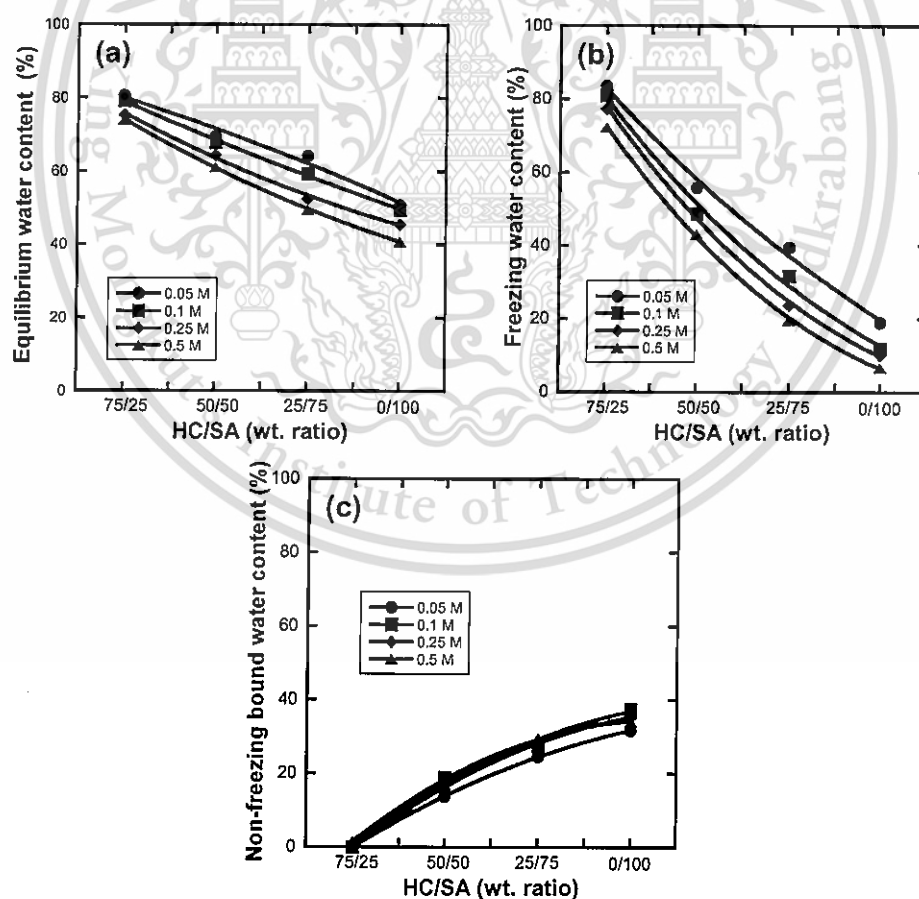 (a)
Equilibrium water content (%)
100
80
60
40
20
0
0.05 M
0.1 M
0.25 M
0.5 M
75/25 50/50 25/75 0/100
HC/SA (wt. ratio)
(b)
Freezing water content (%)
100
80
60
40
20
0
0.05 M
0.1 M
0.25 M
0.5 M
75/25 50/50 25/75 0/100
HC/SA (wt. ratio)
(c)
Non-freezing bound water content (%)
100
80
60
40
20
0
0.05 M
0.1 M
0.25 M
0.5 M
75/25 50/50 25/75 0/100
HC/SA (wt. ratio)
Institute of Technology